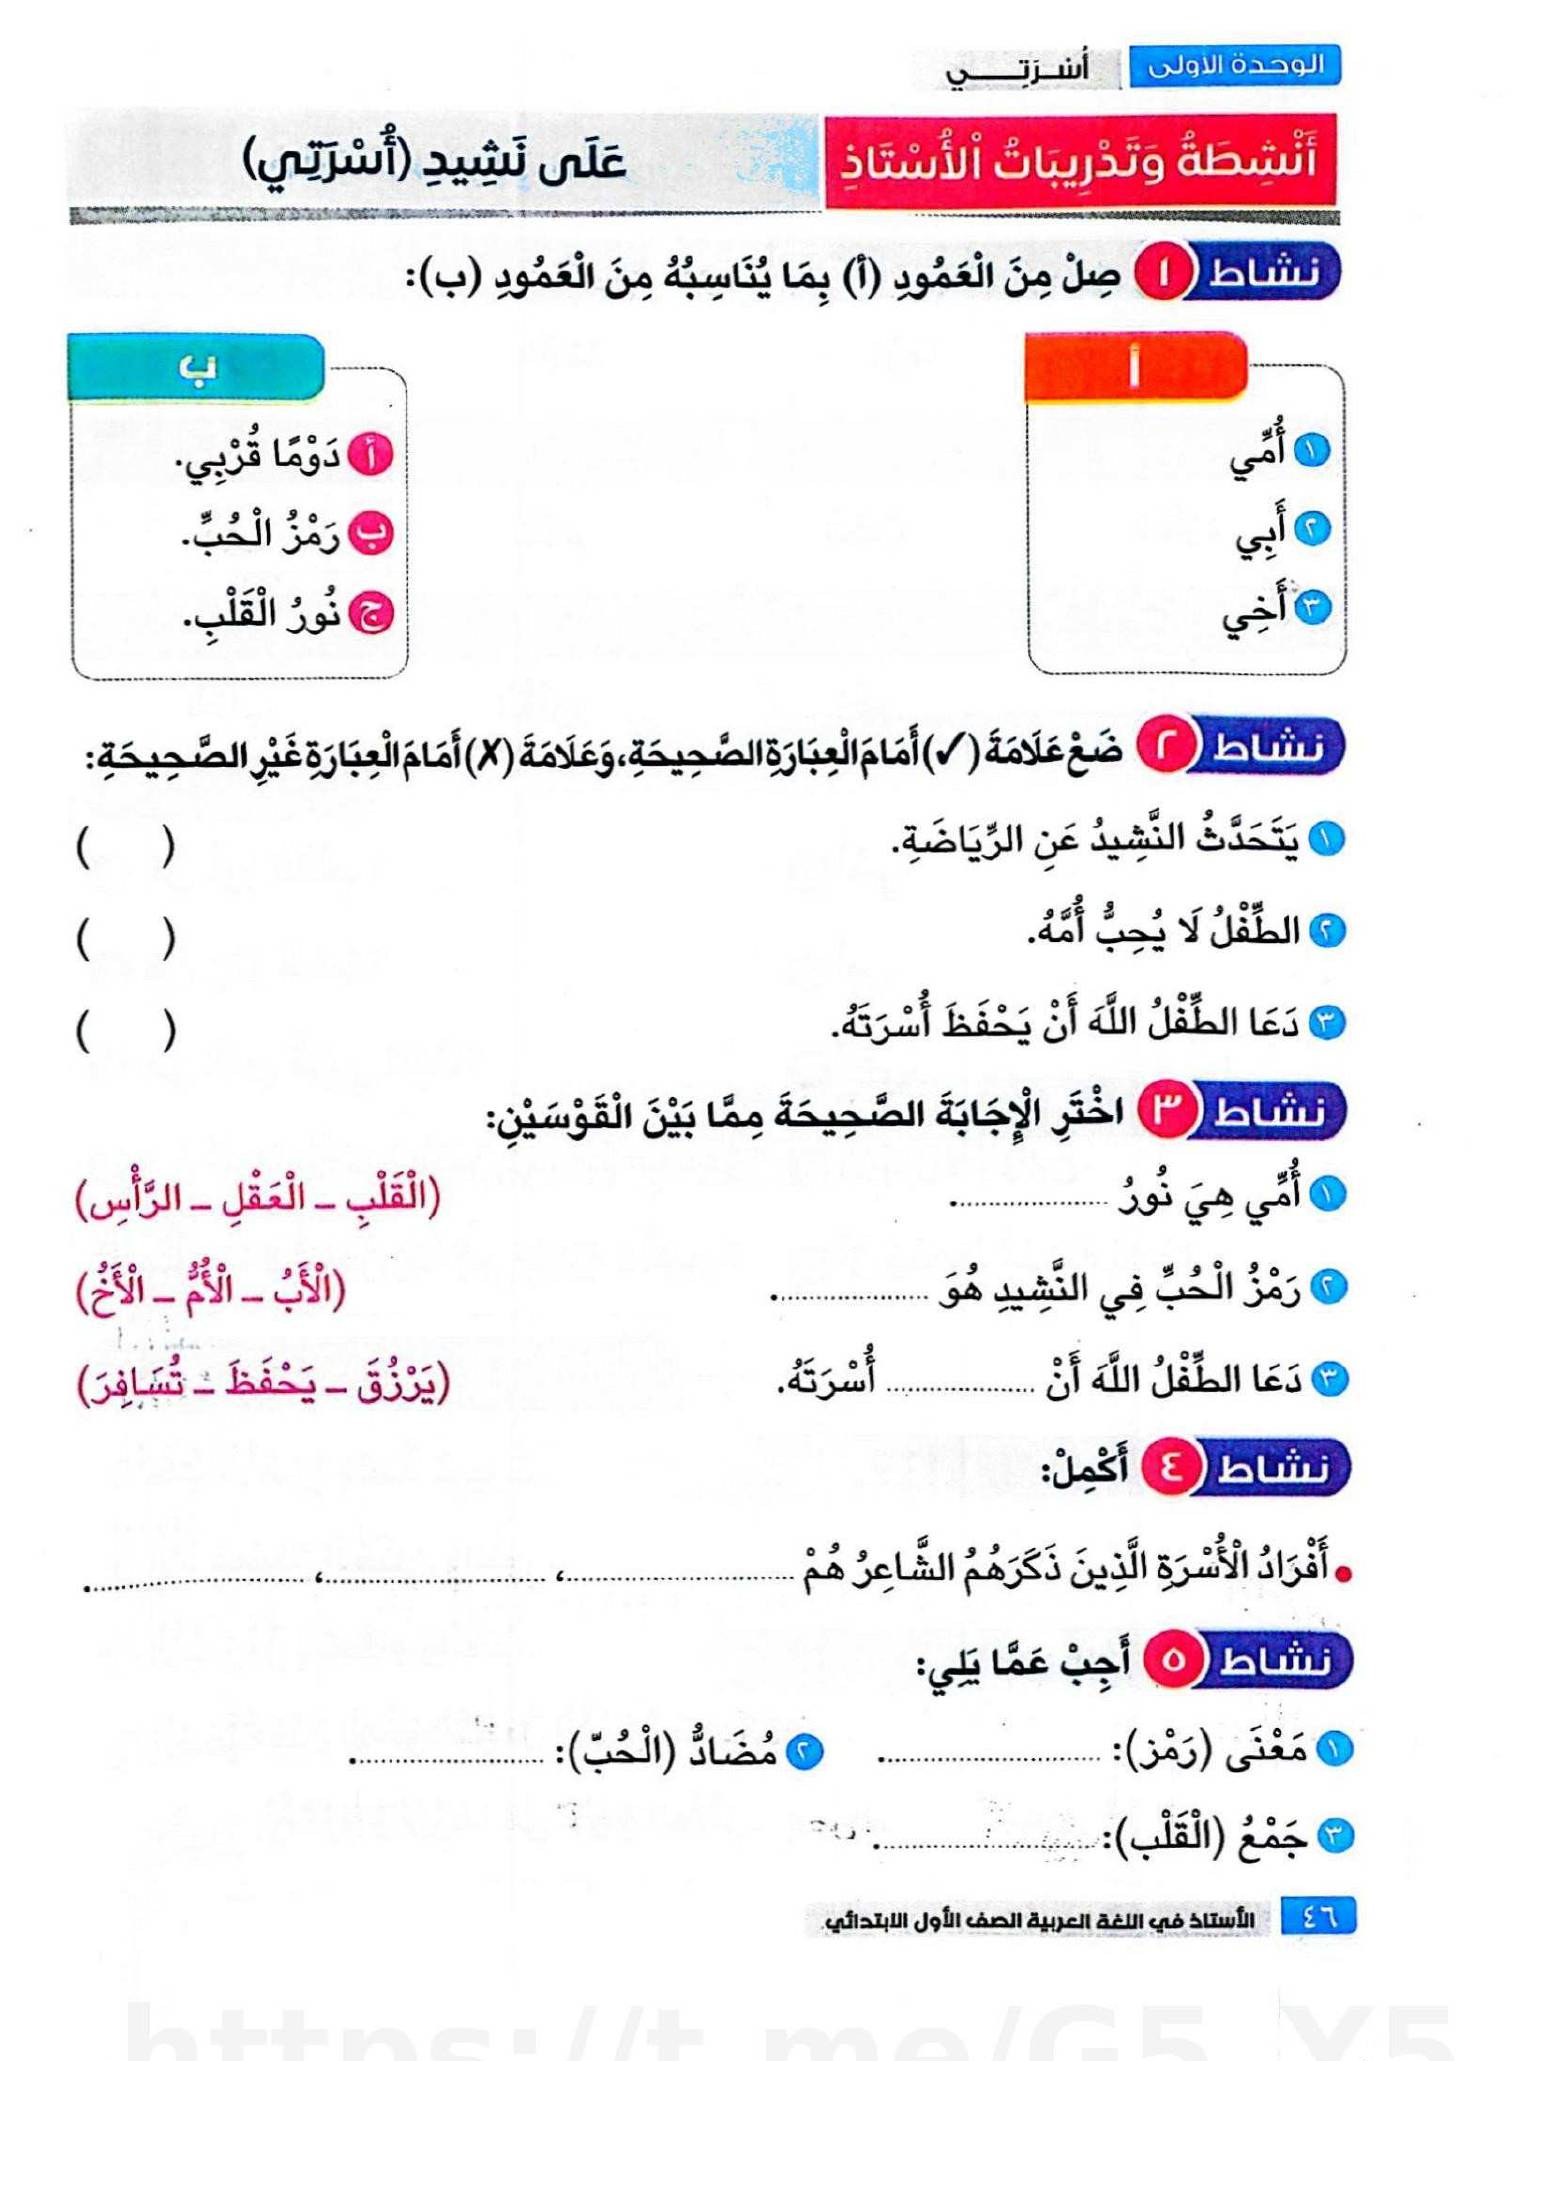 الوحدة الأولى
أُسْرَتِـــــي
أَنْشِطَةُ وَتَدْرِيبَاتُ الْأُسْتَاذِ
عَلَى نَشِيدِ (أُسْرَتِي)
نشاط ١ صِلْ مِنَ الْعَمُودِ (أ) بِمَا يُنَاسِبُهُ مِنَ الْعَمُودِ (ب):
أ
١ أُمِّي
٢ أَبِي
٣ أَخِي
ب
أ دَوْمًا قُرْبِي.
ب رَمْزُ الْحُبِّ.
ج نُورُ الْقَلْبِ.
نشاط ٢ ضَعْ عَلَامَةَ (✓) أَمَامَ الْعِبَارَةِ الصَّحِيحَةِ، وَعَلَامَةَ (✗) أَمَامَ الْعِبَارَةِ غَيْرِ الصَّحِيحَةِ:
١ يَتَحَدَّثُ النَّشِيدُ عَنِ الرِّيَاضَةِ. ( )
٢ الطِّفْلُ لَا يُحِبُّ أُمَّهُ. ( )
٣ دَعَا الطِّفْلُ اللَّهَ أَنْ يَحْفَظَ أُسْرَتَهُ. ( )
نشاط ٣ اخْتَرِ الْإِجَابَةَ الصَّحِيحَةَ مِمَّا بَيْنَ الْقَوْسَيْنِ:
١ أُمِّي هِيَ نُورُ .................. (الْقَلْبِ – الْعَقْلِ – الرَّأْسِ)
٢ رَمْزُ الْحُبِّ فِي النَّشِيدِ هُوَ .................. (الْأَبُ – الْأُمُّ – الْأَخُ)
٣ دَعَا الطِّفْلُ اللَّهَ أَنْ .................. أُسْرَتَهُ. (يَرْزُقَ – يَحْفَظَ – تُسَافِرَ)
نشاط ٤ أَكْمِلْ:
• أَفْرَادُ الْأُسْرَةِ الَّذِينَ ذَكَرَهُمُ الشَّاعِرُ هُمْ ..........................، ..........................، ..........................
نشاط ٥ أَجِبْ عَمَّا يَلِي:
١ مَعْنَى (رَمْز): .......................... ٢ مُضَادُّ (الْحُبّ): ..........................
٣ جَمْعُ (الْقَلْب): ..........................
٤٦ الأستاذ في اللغة العربية الصف الأول الابتدائي
https://t.me/G5_Y5